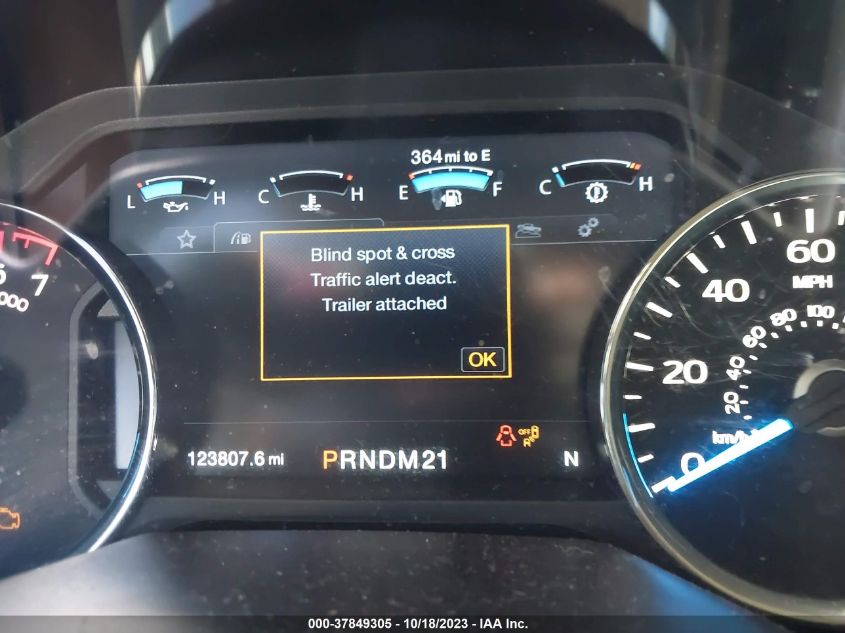 364 mi to E
L H C H E F C H
Blind spot & cross
Traffic alert deact.
Trailer attached
OK
7
000
60
MPH
40
80 100
60
20
40
20
km/h
0
OFF
R
123807.6 mi PRNDM21 N
000-37849305 - 10/18/2023 - IAA Inc.